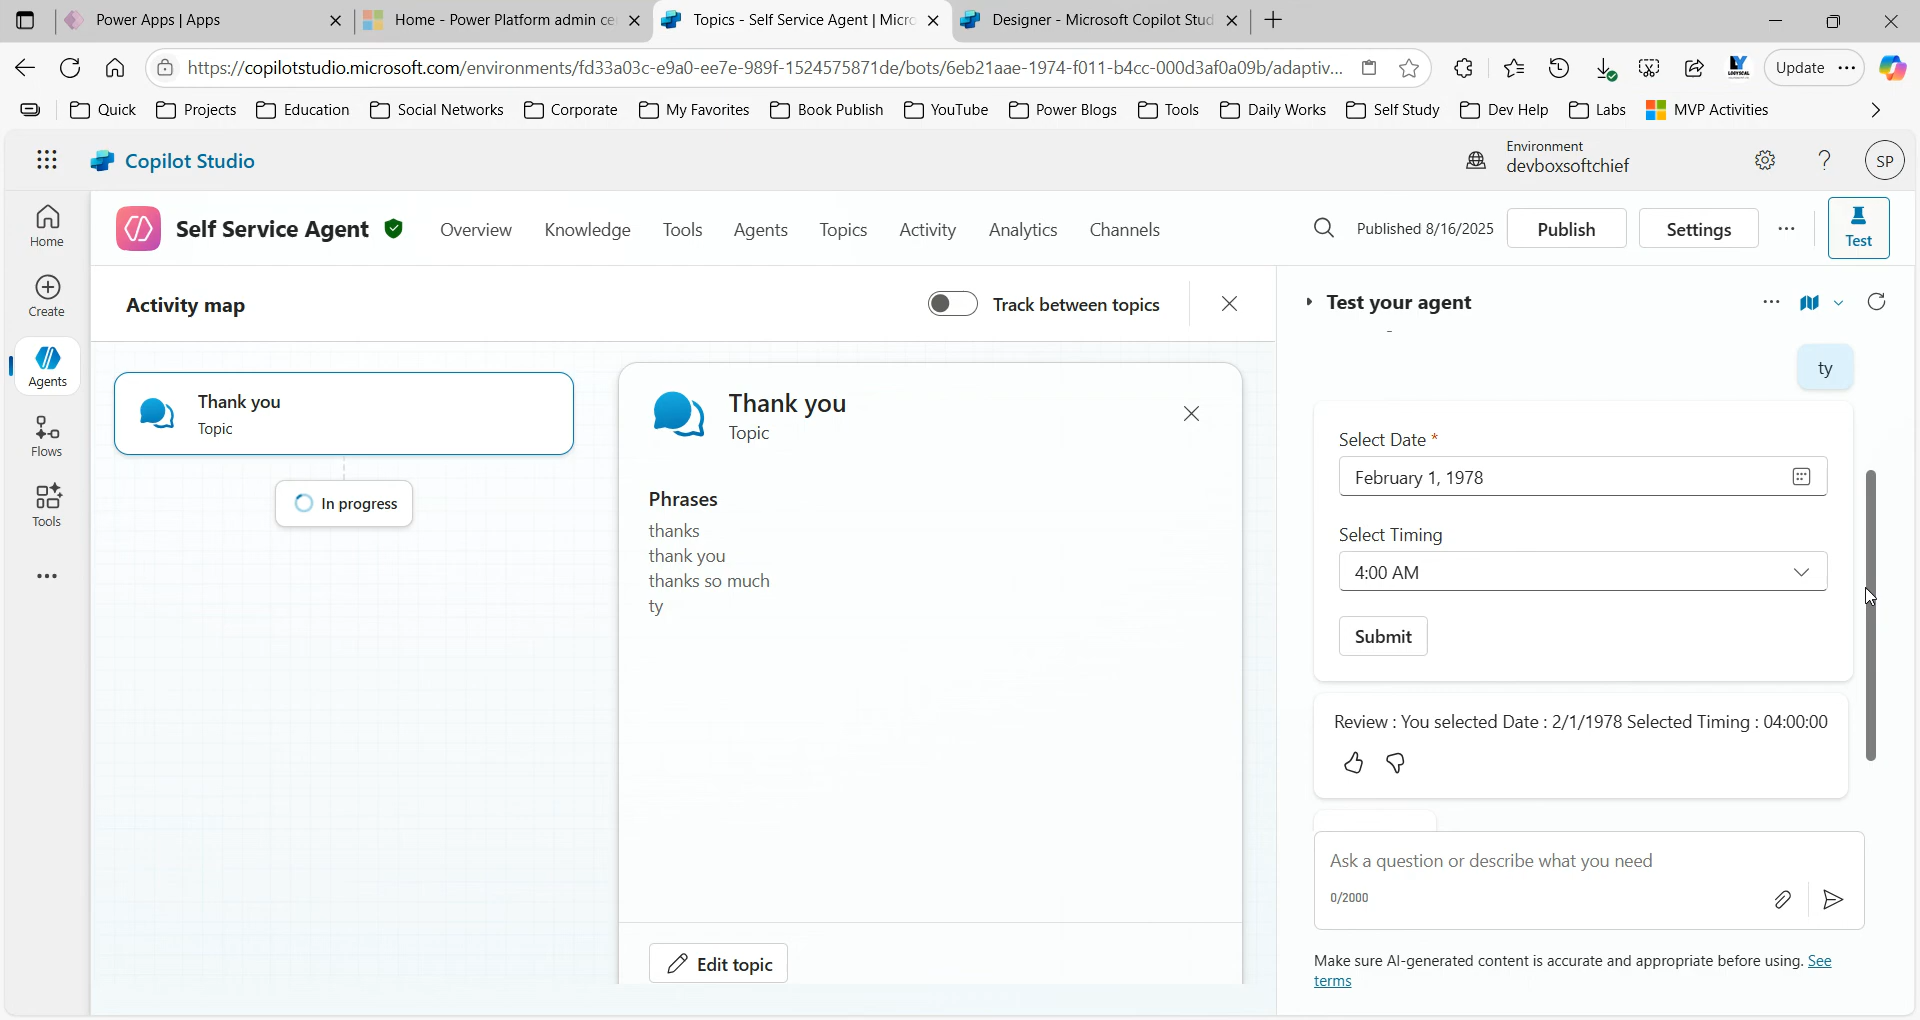 Power Apps | Apps
Home - Power Platform admin ce
Topics - Self Service Agent | Micro
Designer - Microsoft Copilot Stud
https://copilotstudio.microsoft.com/environments/fd33a03c-e9a0-ee7e-989f-1524575871de/bots/6eb21aae-1974-f011-b4cc-000d3af0a09b/adaptiv...
Update
Quick
Projects
Education
Social Networks
Corporate
My Favorites
Book Publish
YouTube
Power Blogs
Tools
Daily Works
Self Study
Dev Help
Labs
MVP Activities
Copilot Studio
Environment
devboxsoftchief
SP
Home
Create
Agents
Flows
Tools
Self Service Agent
Overview
Knowledge
Tools
Agents
Topics
Activity
Analytics
Channels
Published 8/16/2025
Publish
Settings
Test
Activity map
Track between topics
Thank you
Topic
In progress
Thank you
Topic
Phrases
thanks
thank you
thanks so much
ty
Edit topic
Test your agent
ty
Select Date *
February 1, 1978
Select Timing
4:00 AM
Submit
Review : You selected Date : 2/1/1978 Selected Timing : 04:00:00
Ask a question or describe what you need
0/2000
Make sure AI-generated content is accurate and appropriate before using. See
terms